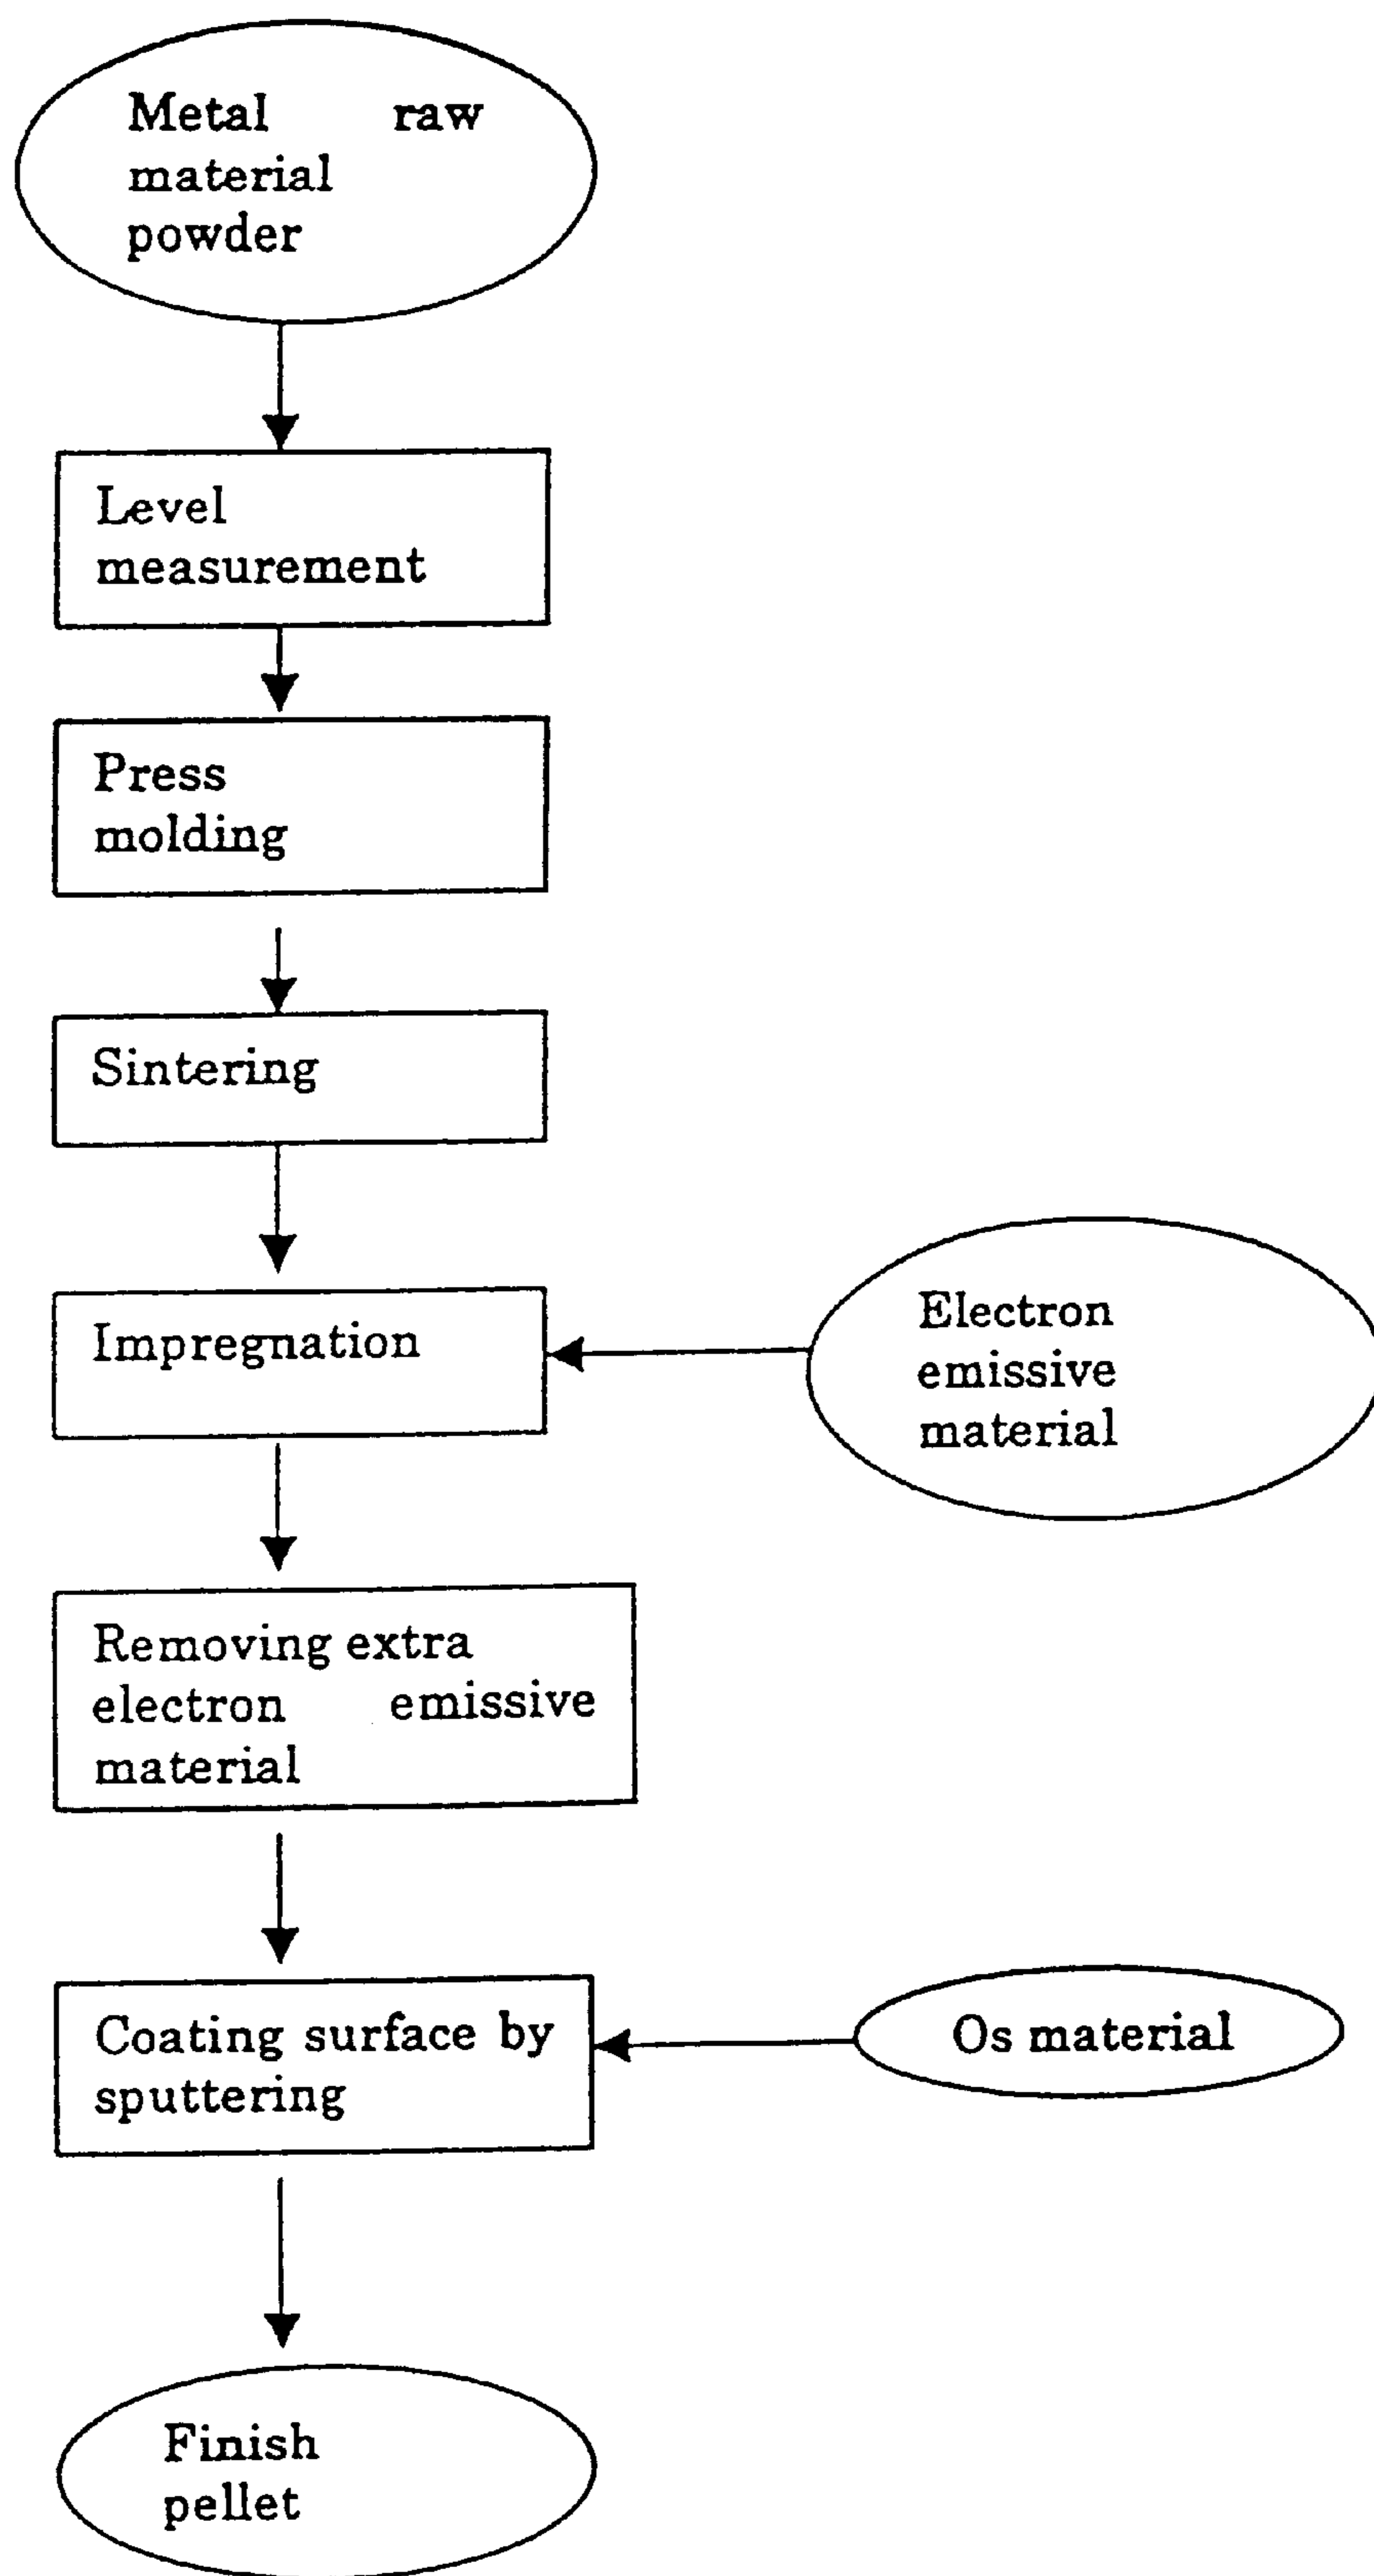 Metal raw
material
powder
Level
measurement
Press
molding
Sintering
Impregnation
Electron
emissive
material
Removing extra
electron emissive
material
Coating surface by
sputtering
Os material
Finish
pellet